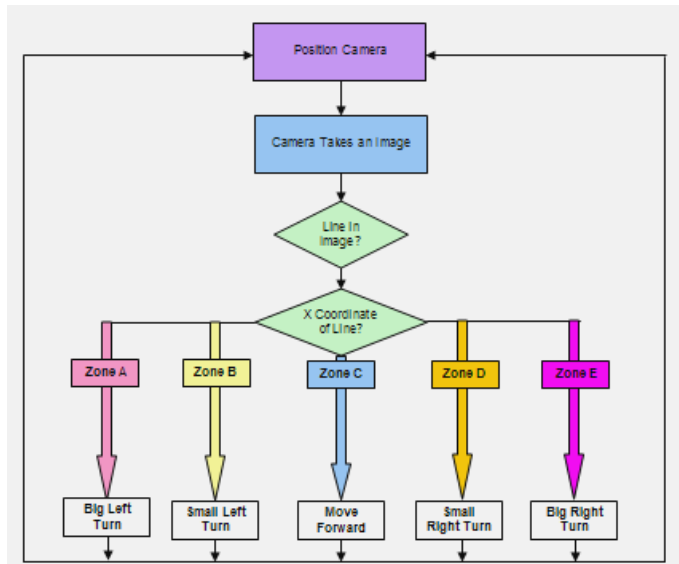 Position Camera
Camera Takes an Image
Line in
Image?
X Coordinate
of Line?
Zone A
Zone B
Zone C
Zone D
Zone E
Big Left
Turn
Small Left
Turn
Move
Forward
Small
Right Turn
Big Right
Turn